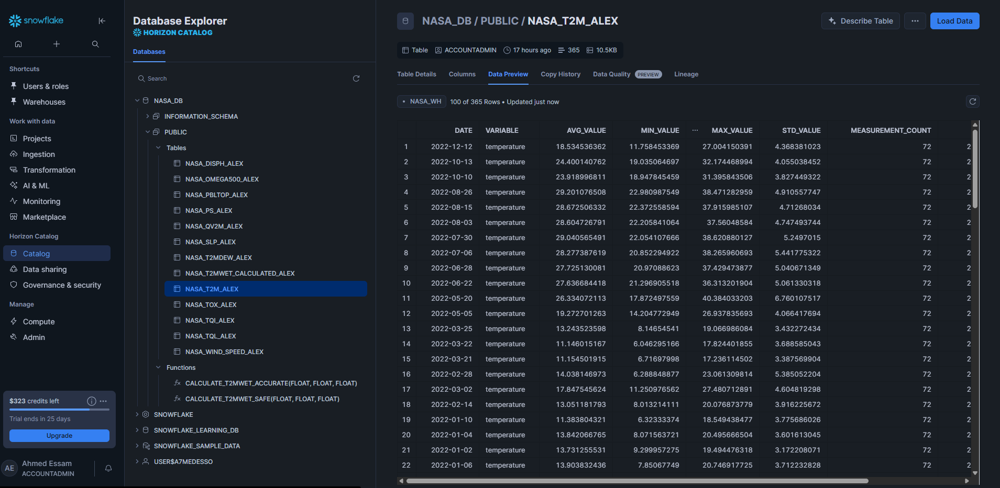 snowflake
Shortcuts
Users & roles
Warehouses
Work with data
Projects
Ingestion
Transformation
AI & ML
Monitoring
Marketplace
Horizon Catalog
Catalog
Data sharing
Governance & security
Manage
Compute
Admin
$323 credits left
Trial ends in 25 days
Upgrade
AE
Ahmed Essam
ACCOUNTADMIN
Database Explorer
HORIZON CATALOG
Databases
Search
NASA_DB
INFORMATION_SCHEMA
PUBLIC
Tables
NASA_DISPH_ALEX
NASA_OMEGA500_ALEX
NASA_PBLTOP_ALEX
NASA_PS_ALEX
NASA_QV2M_ALEX
NASA_SLP_ALEX
NASA_T2MDEW_ALEX
NASA_T2MWET_CALCULATED_ALEX
NASA_T2M_ALEX
NASA_TOX_ALEX
NASA_TQI_ALEX
NASA_TQL_ALEX
NASA_WIND_SPEED_ALEX
Functions
CALCULATE_T2MWET_ACCURATE(FLOAT, FLOAT, FLOAT)
CALCULATE_T2MWET_SAFE(FLOAT, FLOAT, FLOAT)
SNOWFLAKE
SNOWFLAKE_LEARNING_DB
SNOWFLAKE_SAMPLE_DATA
USER$A7MEDESSO
NASA_DB / PUBLIC / NASA_T2M_ALEX
Describe Table ... Load Data
Table ACCOUNTADMIN 17 hours ago 365 10.5KB
Table Details Columns Data Preview Copy History Data Quality PREVIEW Lineage
• NASA_WH 100 of 365 Rows • Updated just now
DATE VARIABLE AVG_VALUE MIN_VALUE ... MAX_VALUE STD_VALUE MEASUREMENT_COUNT
1 2022-12-12 temperature 18.534536362 11.758453369 27.004150391 4.368381023 72 2
2 2022-10-13 temperature 24.400140762 19.035064697 32.174468994 4.055038452 72 2
3 2022-10-10 temperature 23.918996811 18.947845459 31.395843506 3.827449322 72 2
4 2022-08-26 temperature 29.201076508 22.980987549 38.471282959 4.910557747 72 2
5 2022-08-15 temperature 28.672506332 22.372558594 37.915985107 4.71268034 72 2
6 2022-08-03 temperature 28.604726791 22.205841064 37.56048584 4.747493744 72 2
7 2022-07-30 temperature 29.040565491 22.054107666 38.620880127 5.2497015 72 2
8 2022-07-06 temperature 28.277387619 20.852294922 38.265960693 5.441775322 72 2
9 2022-06-28 temperature 27.725130081 20.97088623 37.429473877 5.040671349 72 2
10 2022-06-22 temperature 27.636684418 21.296905518 36.313201904 5.061330318 72 2
11 2022-05-20 temperature 26.334072113 17.872497559 40.384033203 6.760107517 72 2
12 2022-05-05 temperature 19.272701263 14.204772949 26.937835693 4.066417694 72 2
13 2022-03-25 temperature 13.243523598 8.14654541 19.066986084 3.432272434 72 2
14 2022-03-22 temperature 11.146015167 6.046295166 17.824401855 3.688585043 72 2
15 2022-03-21 temperature 11.154501915 6.71697998 17.236114502 3.387569904 72 2
16 2022-02-28 temperature 14.038146973 6.288848877 23.061309814 5.385052204 72 2
17 2022-03-02 temperature 17.847545624 11.250976562 27.480712891 4.604819298 72 2
18 2022-02-14 temperature 13.051181793 8.013214111 20.076873779 3.916225672 72 2
19 2022-01-10 temperature 11.383804321 6.32333374 18.549438477 3.775686026 72 2
20 2022-01-04 temperature 13.842066765 8.071563721 20.495666504 3.601613045 72 2
21 2022-01-02 temperature 13.731255531 9.299957275 19.494476318 3.172208071 72 2
22 2022-01-06 temperature 13.903832436 7.85067749 20.746917725 3.712232828 72 2